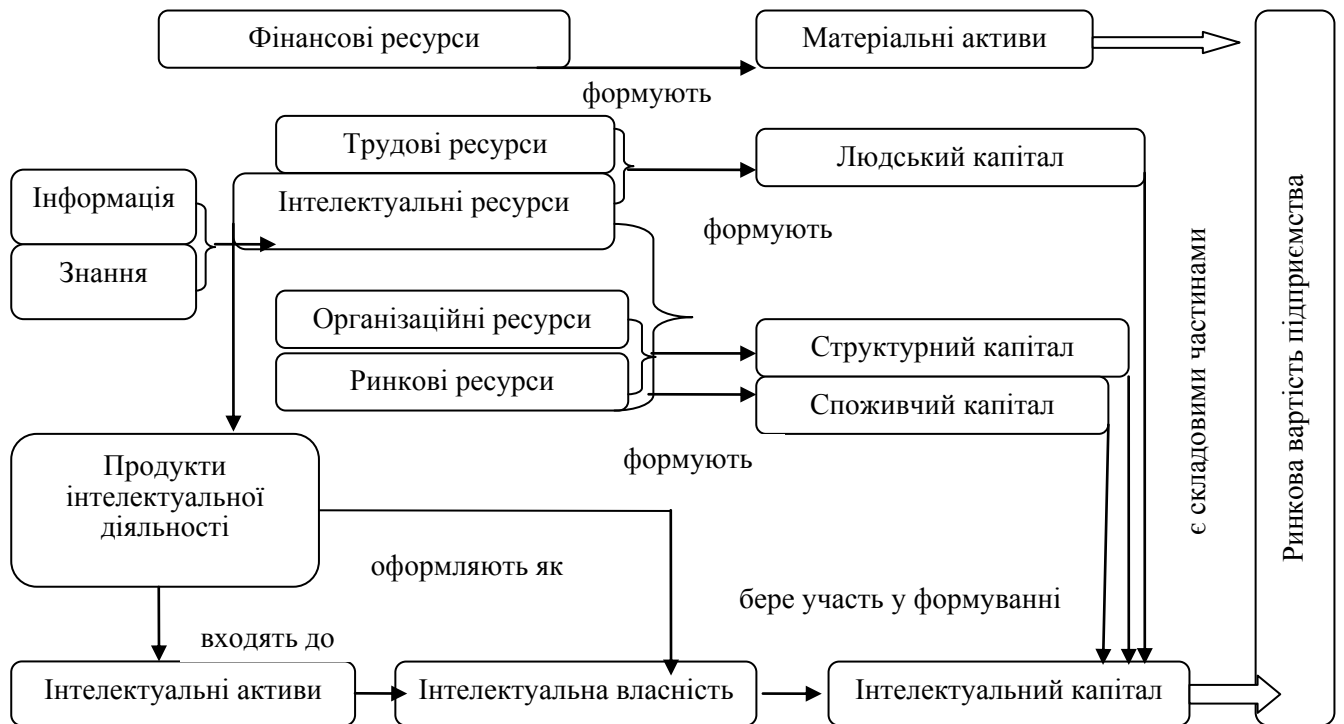 Фінансові ресурси
Матеріальні активи
формують
Трудові ресурси
Людський капітал
Інформація
Інтелектуальні ресурси
формують
Знання
Організаційні ресурси
Структурний капітал
Ринкові ресурси
Споживчий капітал
формують
є складовими частинами
Ринкова вартість підприємства
Продукти
інтелектуальної
діяльності
оформляють як
бере участь у формуванні
входять до
Інтелектуальні активи
Інтелектуальна власність
Інтелектуальний капітал